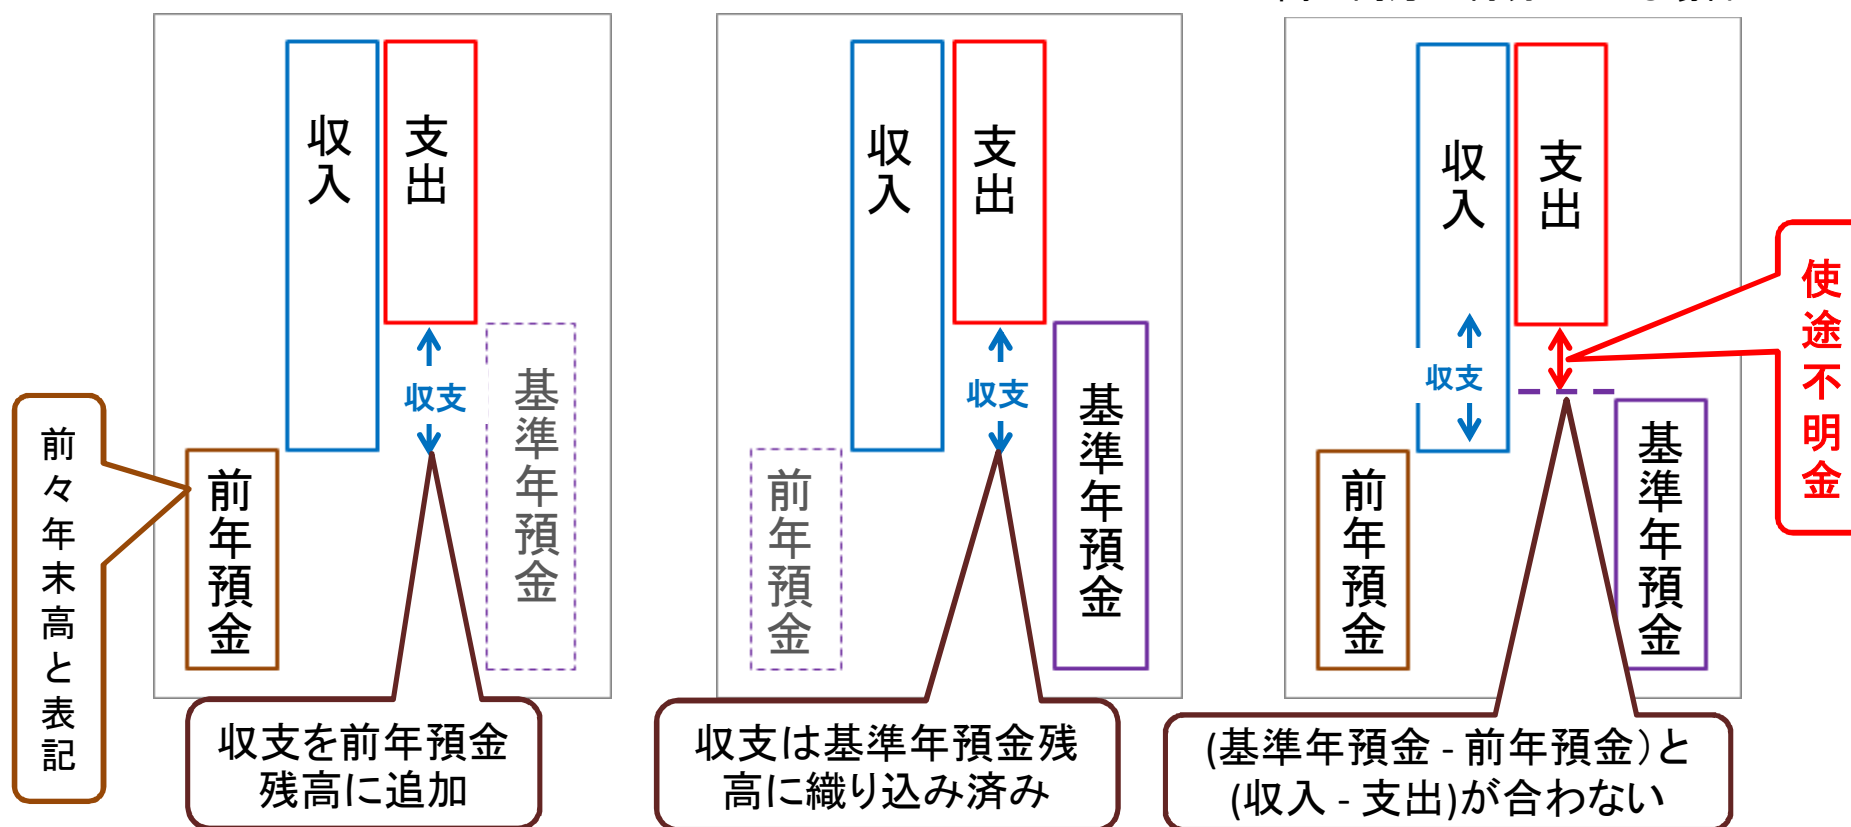 収入
支出
収支
基準年預金
前年預金
前々年末高と表記
収支を前年預金
残高に追加
収入
支出
収支
前年預金
基準年預金
収支は基準年預金残
高に織り込み済み
収入
支出
収支
前年預金
基準年預金
使途不明金
(基準年預金 - 前年預金）と
(収入 - 支出)が合わない